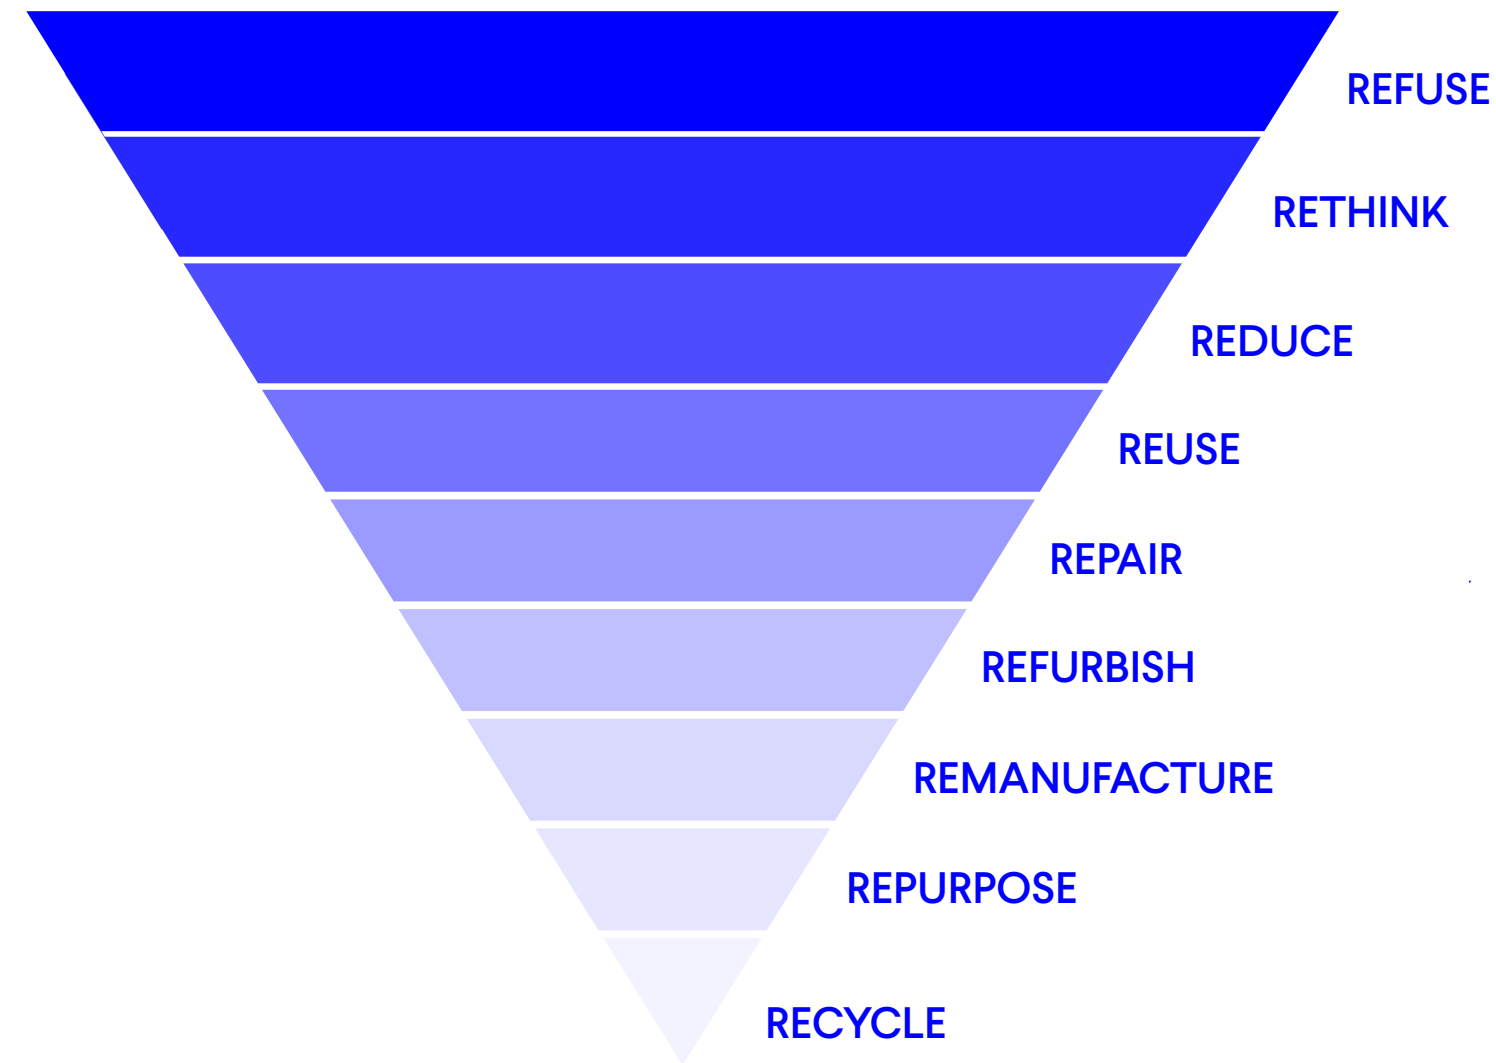 REFUSE
RETHINK
REDUCE
REUSE
REPAIR
REFURBISH
REMANUFACTURE
REPURPOSE
RECYCLE